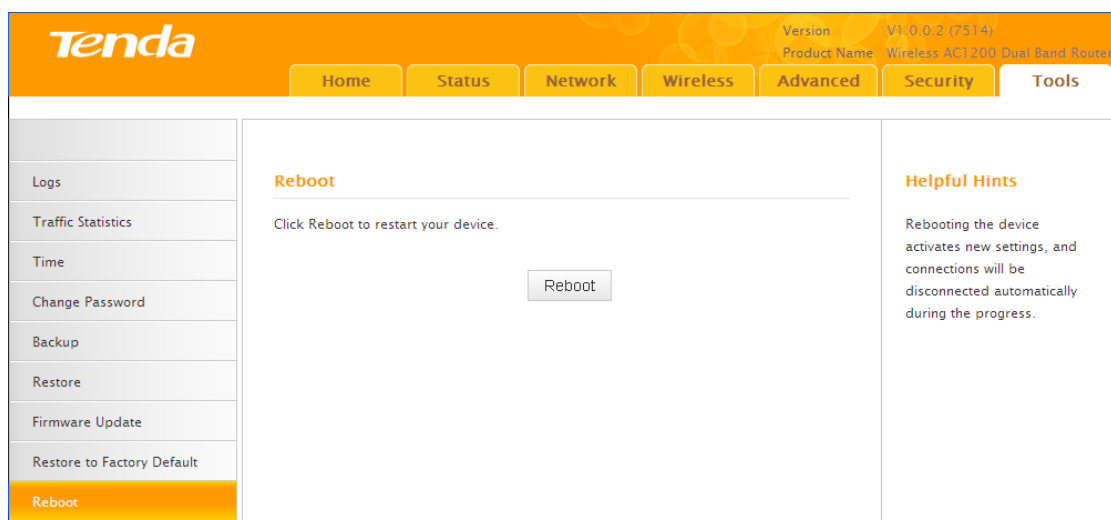 Tenda
Version V1.0.0.2 (7514)
Product Name Wireless AC1200 Dual Band Router
Home Status Network Wireless Advanced Security Tools
Logs
Traffic Statistics
Time
Change Password
Backup
Restore
Firmware Update
Restore to Factory Default
Reboot
Reboot
Click Reboot to restart your device.
Reboot
Helpful Hints
Rebooting the device
activates new settings, and
connections will be
disconnected automatically
during the progress.